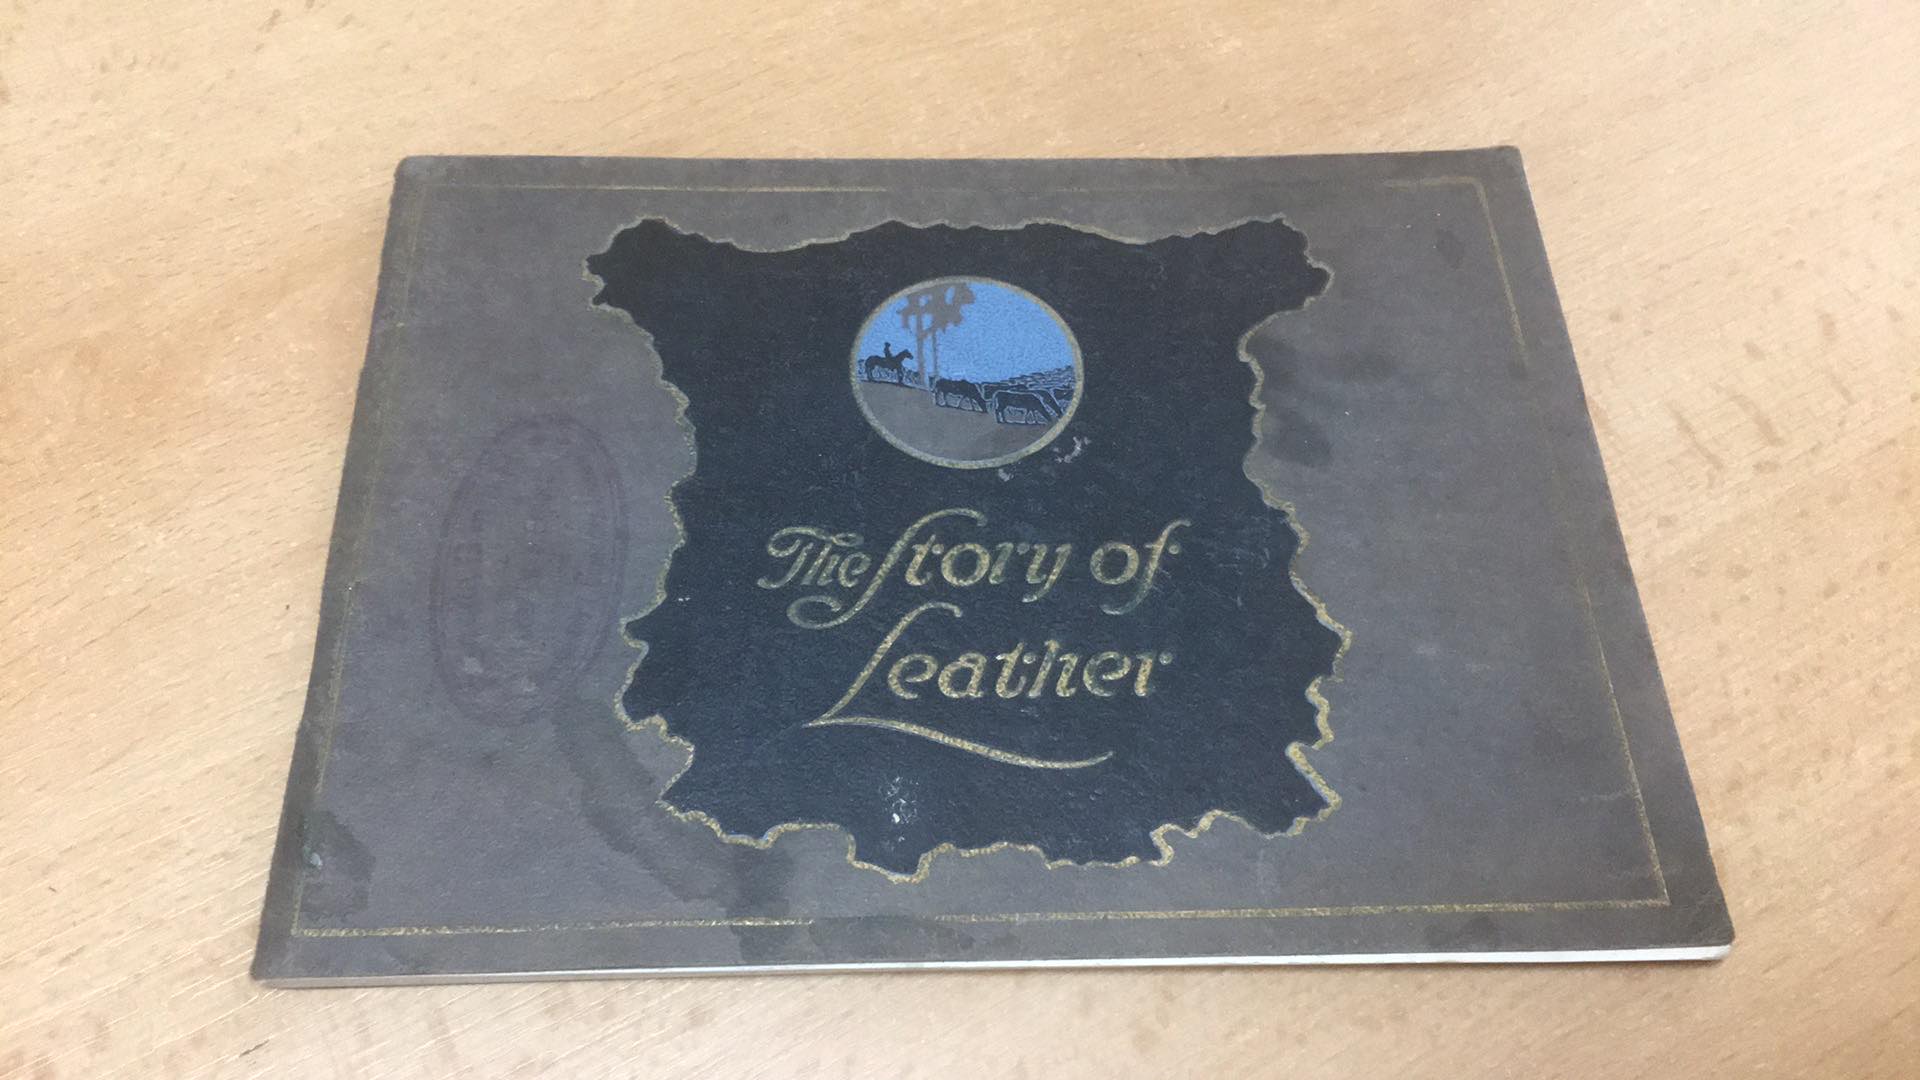 The Story of
Leather